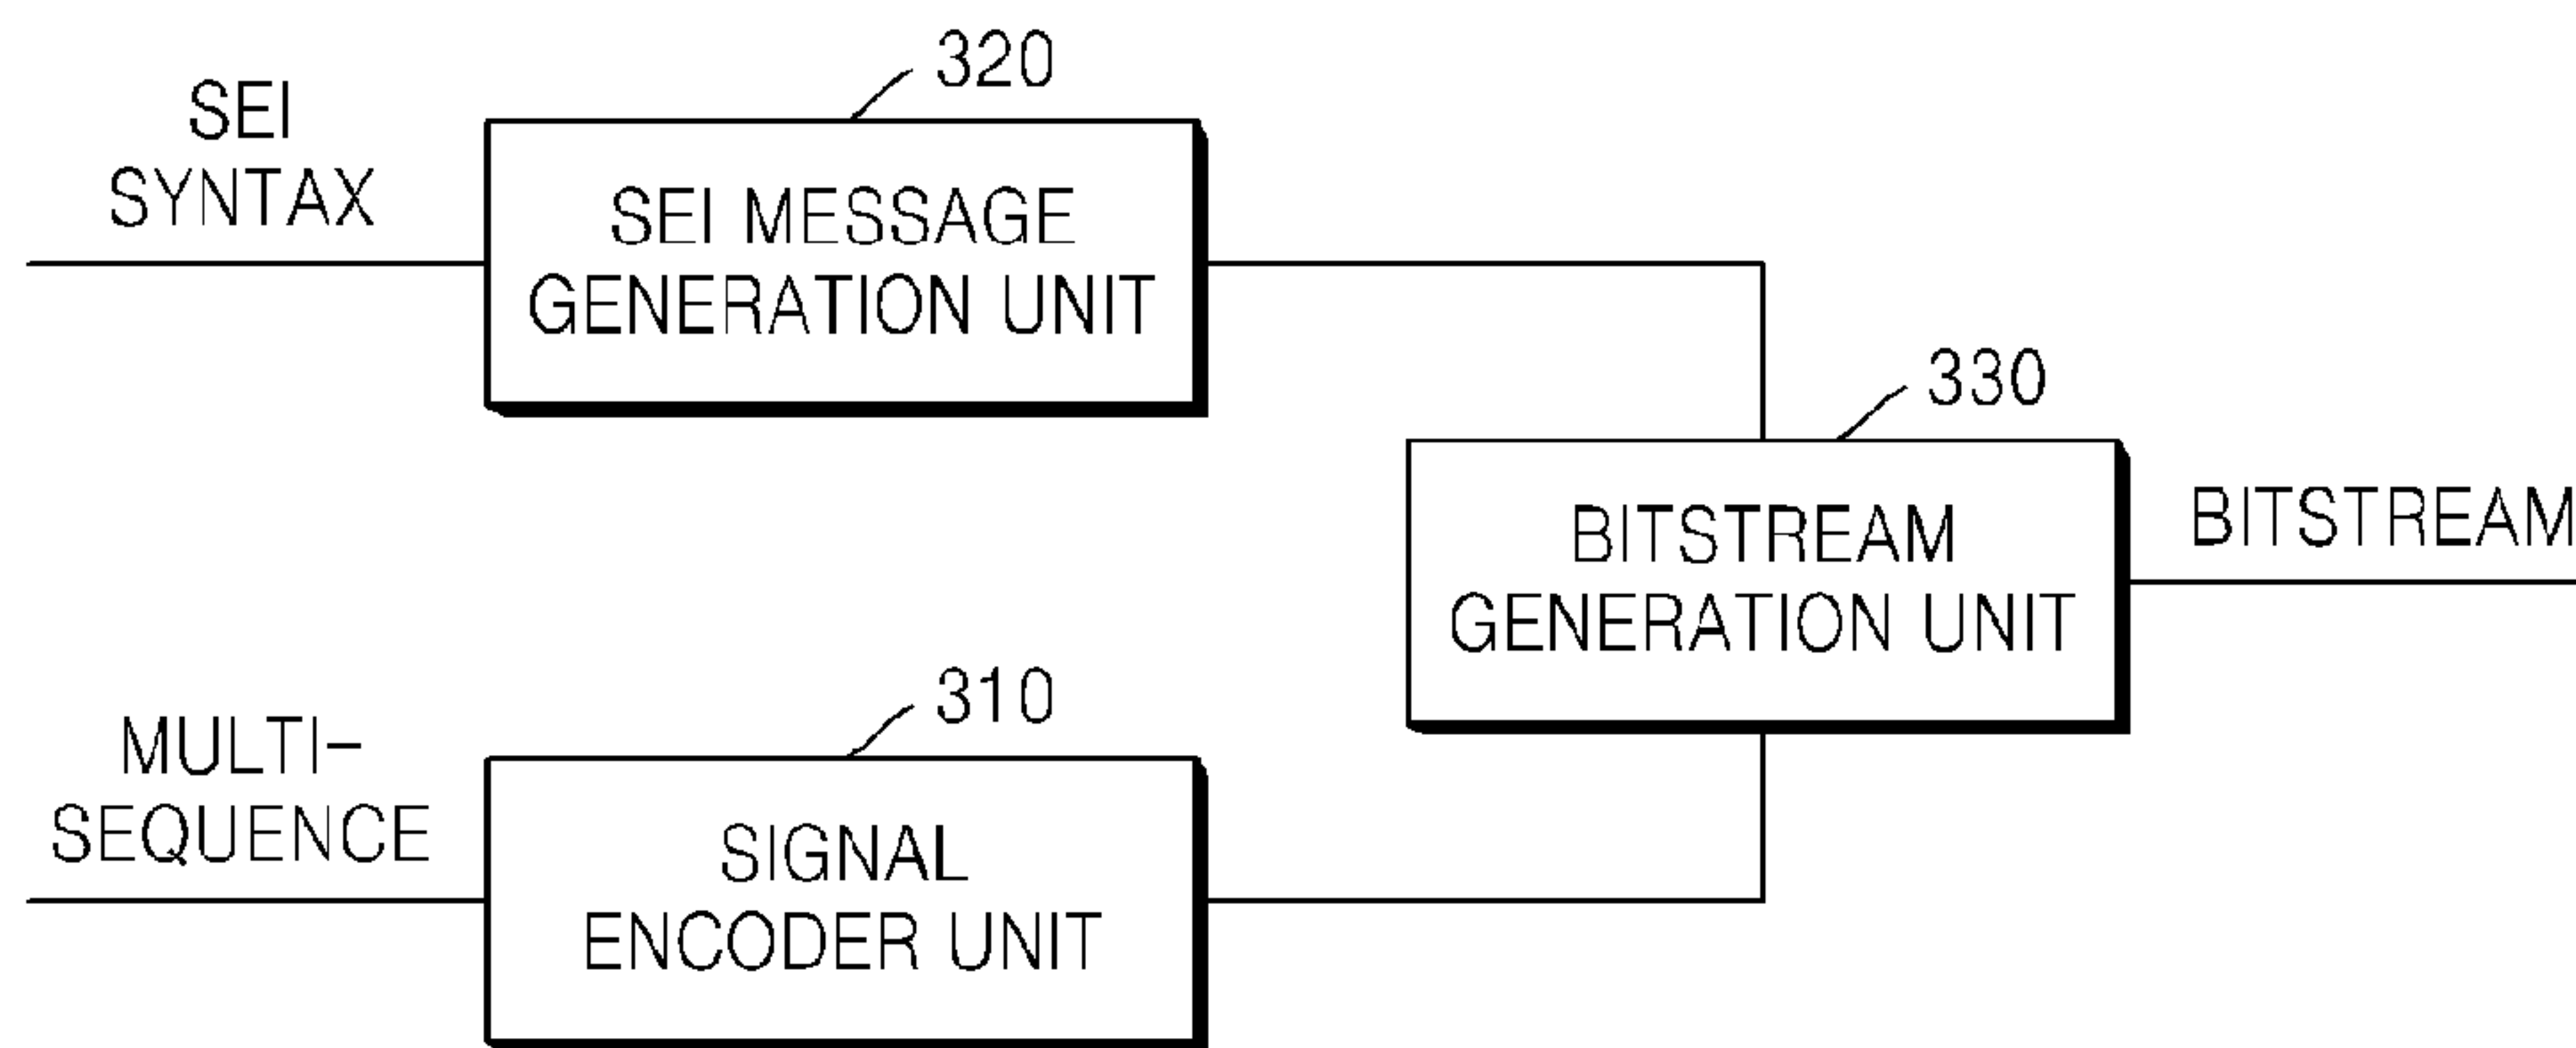 320
SEI
SYNTAX
SEI MESSAGE
GENERATION UNIT
330
BITSTREAM
GENERATION UNIT
BITSTREAM
310
MULTI-
SEQUENCE
SIGNAL
ENCODER UNIT